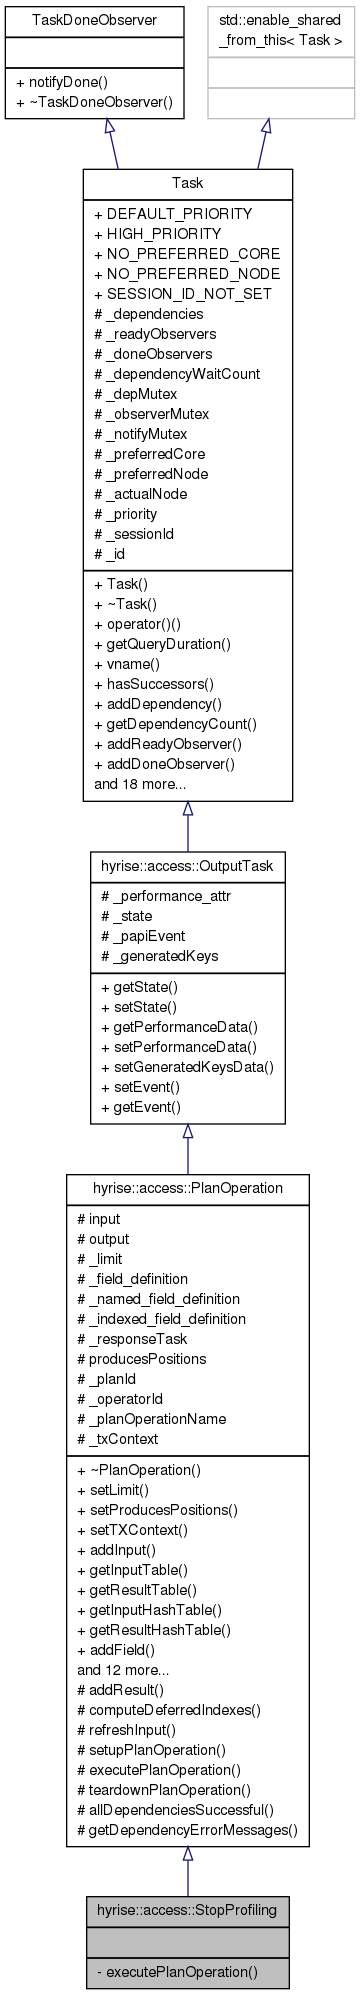 TaskDoneObserver
+ notifyDone()
+ ~TaskDoneObserver()
std::enable_shared
_from_this< Task >
Task
+ DEFAULT_PRIORITY
+ HIGH_PRIORITY
+ NO_PREFERRED_CORE
+ NO_PREFERRED_NODE
+ SESSION_ID_NOT_SET
# _dependencies
# _readyObservers
# _doneObservers
# _dependencyWaitCount
# _depMutex
# _observerMutex
# _notifyMutex
# _preferredCore
# _preferredNode
# _actualNode
# _priority
# _sessionId
# _id
+ Task()
+ ~Task()
+ operator()()
+ getQueryDuration()
+ vname()
+ hasSuccessors()
+ addDependency()
+ getDependencyCount()
+ addReadyObserver()
+ addDoneObserver()
and 18 more...
hyrise::access::OutputTask
# _performance_attr
# _state
# _papiEvent
# _generatedKeys
+ getState()
+ setState()
+ getPerformanceData()
+ setPerformanceData()
+ setGeneratedKeysData()
+ setEvent()
+ getEvent()
hyrise::access::PlanOperation
# input
# output
# _limit
# _field_definition
# _named_field_definition
# _indexed_field_definition
# _responseTask
# producesPositions
# _planId
# _operatorId
# _planOperationName
# _txContext
+ ~PlanOperation()
+ setLimit()
+ setProducesPositions()
+ setTXContext()
+ addInput()
+ getInputTable()
+ getResultTable()
+ getInputHashTable()
+ getResultHashTable()
+ addField()
and 12 more...
# addResult()
# computeDeferredIndexes()
# refreshInput()
# setupPlanOperation()
# executePlanOperation()
# teardownPlanOperation()
# allDependenciesSuccessful()
# getDependencyErrorMessages()
hyrise::access::StopProfiling
- executePlanOperation()